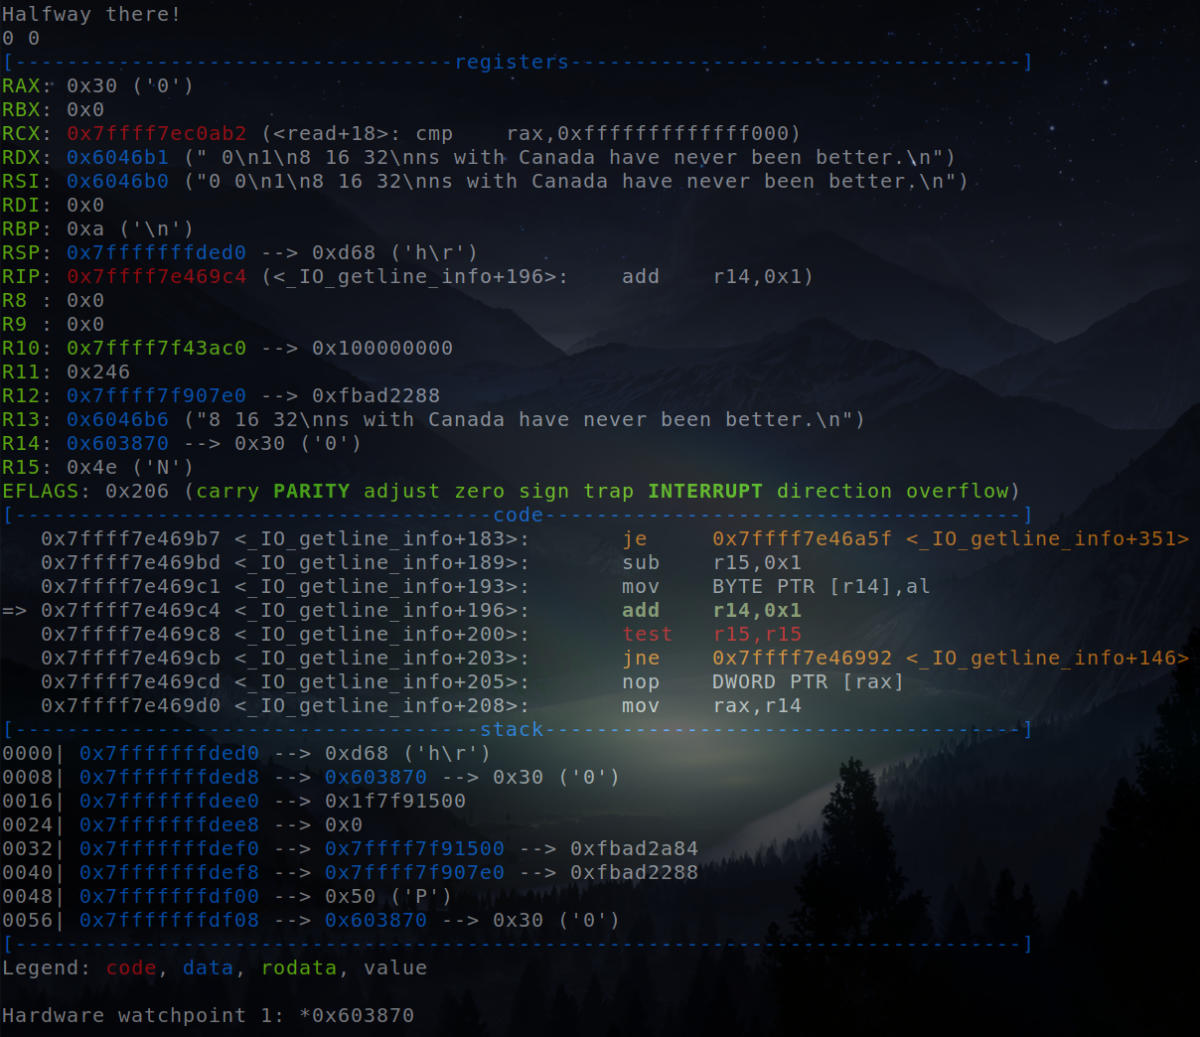 Halfway there!
0 0
[----------------------------------registers-----------------------------------]
RAX: 0x30 ('0')
RBX: 0x0
RCX: 0x7ffff7ec0ab2 (<read+18>: cmp    rax,0xfffffffffffff000)
RDX: 0x6046b1 (" 0\n1\n8 16 32\nns with Canada have never been better.\n")
RSI: 0x6046b0 ("0 0\n1\n8 16 32\nns with Canada have never been better.\n")
RDI: 0x0
RBP: 0xa ('\n')
RSP: 0x7fffffffded0 --> 0xd68 ('h\r')
RIP: 0x7ffff7e469c4 (<_IO_getline_info+196>:    add    r14,0x1)
R8 : 0x0
R9 : 0x0
R10: 0x7ffff7f43ac0 --> 0x100000000
R11: 0x246
R12: 0x7ffff7f907e0 --> 0xfbad2288
R13: 0x6046b6 ("8 16 32\nns with Canada have never been better.\n")
R14: 0x603870 --> 0x30 ('0')
R15: 0x4e ('N')
EFLAGS: 0x206 (carry PARITY adjust zero sign trap INTERRUPT direction overflow)
[-------------------------------------code-------------------------------------]
   0x7ffff7e469b7 <_IO_getline_info+183>:       je     0x7ffff7e46a5f <_IO_getline_info+351>
   0x7ffff7e469bd <_IO_getline_info+189>:       sub    r15,0x1
   0x7ffff7e469c1 <_IO_getline_info+193>:       mov    BYTE PTR [r14],al
=> 0x7ffff7e469c4 <_IO_getline_info+196>:       add    r14,0x1
   0x7ffff7e469c8 <_IO_getline_info+200>:       test   r15,r15
   0x7ffff7e469cb <_IO_getline_info+203>:       jne    0x7ffff7e46992 <_IO_getline_info+146>
   0x7ffff7e469cd <_IO_getline_info+205>:       nop    DWORD PTR [rax]
   0x7ffff7e469d0 <_IO_getline_info+208>:       mov    rax,r14
[------------------------------------stack-------------------------------------]
0000| 0x7fffffffded0 --> 0xd68 ('h\r')
0008| 0x7fffffffded8 --> 0x603870 --> 0x30 ('0')
0016| 0x7fffffffdee0 --> 0x1f7f91500
0024| 0x7fffffffdee8 --> 0x0
0032| 0x7fffffffdef0 --> 0x7ffff7f91500 --> 0xfbad2a84
0040| 0x7fffffffdef8 --> 0x7ffff7f907e0 --> 0xfbad2288
0048| 0x7fffffffdf00 --> 0x50 ('P')
0056| 0x7fffffffdf08 --> 0x603870 --> 0x30 ('0')
[------------------------------------------------------------------------------]
Legend: code, data, rodata, value
Hardware watchpoint 1: *0x603870